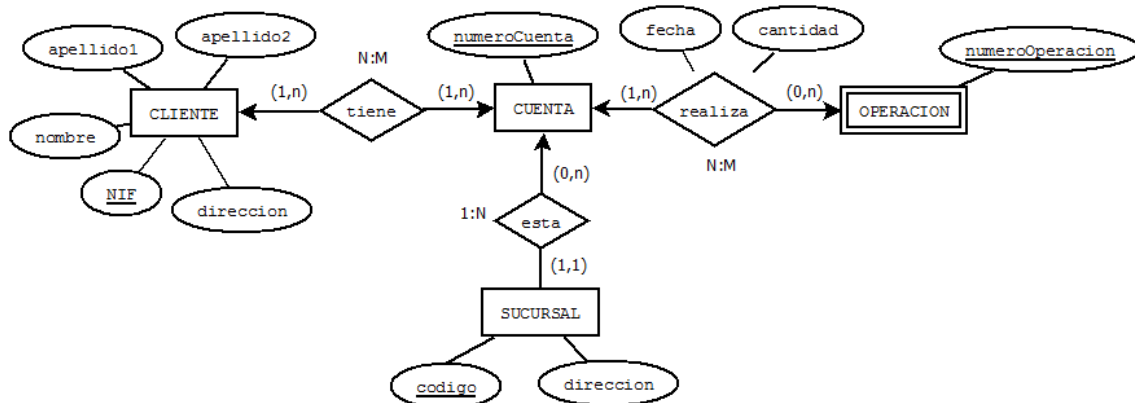 apellido1
apellido2
numeroCuenta
fecha
cantidad
numeroOperacion
N:M
(1,n)
(1,n)
(1,n)
(0,n)
CLIENTE
tiene
CUENTA
realiza
OPERACION
nombre
N:M
(0,n)
NIF
direccion
1:N
esta
(1,1)
SUCURSAL
codigo
direccion